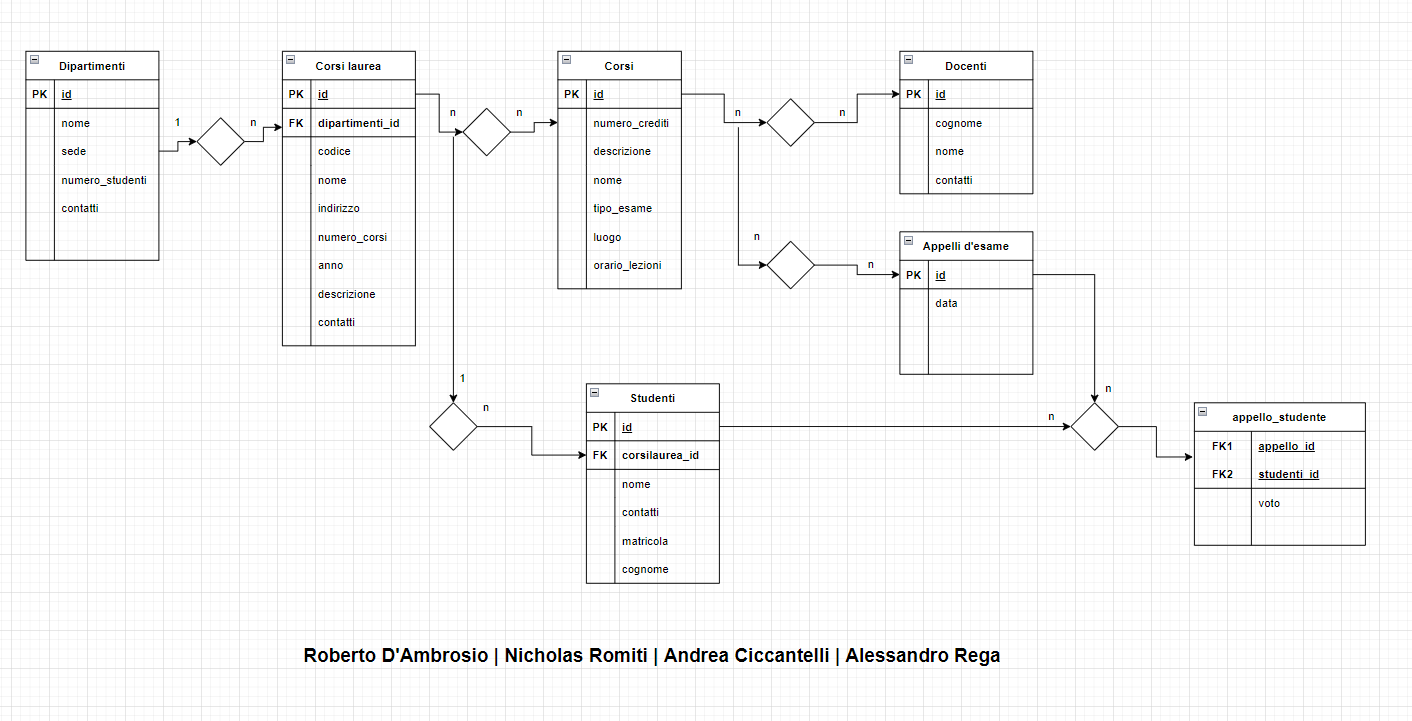 Dipartimenti
PK id
nome
sede
numero_studenti
contatti
1
n
Corsi laurea
PK id
FK dipartimenti_id
codice
nome
indirizzo
numero_corsi
anno
descrizione
contatti
n
n
Corsi
PK id
numero_crediti
descrizione
nome
tipo_esame
luogo
orario_lezioni
n
n
Docenti
PK id
cognome
nome
contatti
n
n
Appelli d'esame
PK id
data
1
n
Studenti
PK id
FK corsilaurea_id
nome
contatti
matricola
cognome
n
n
appello_studente
FK1 appello_id
FK2 studenti_id
voto
Roberto D'Ambrosio | Nicholas Romiti | Andrea Ciccantelli | Alessandro Rega